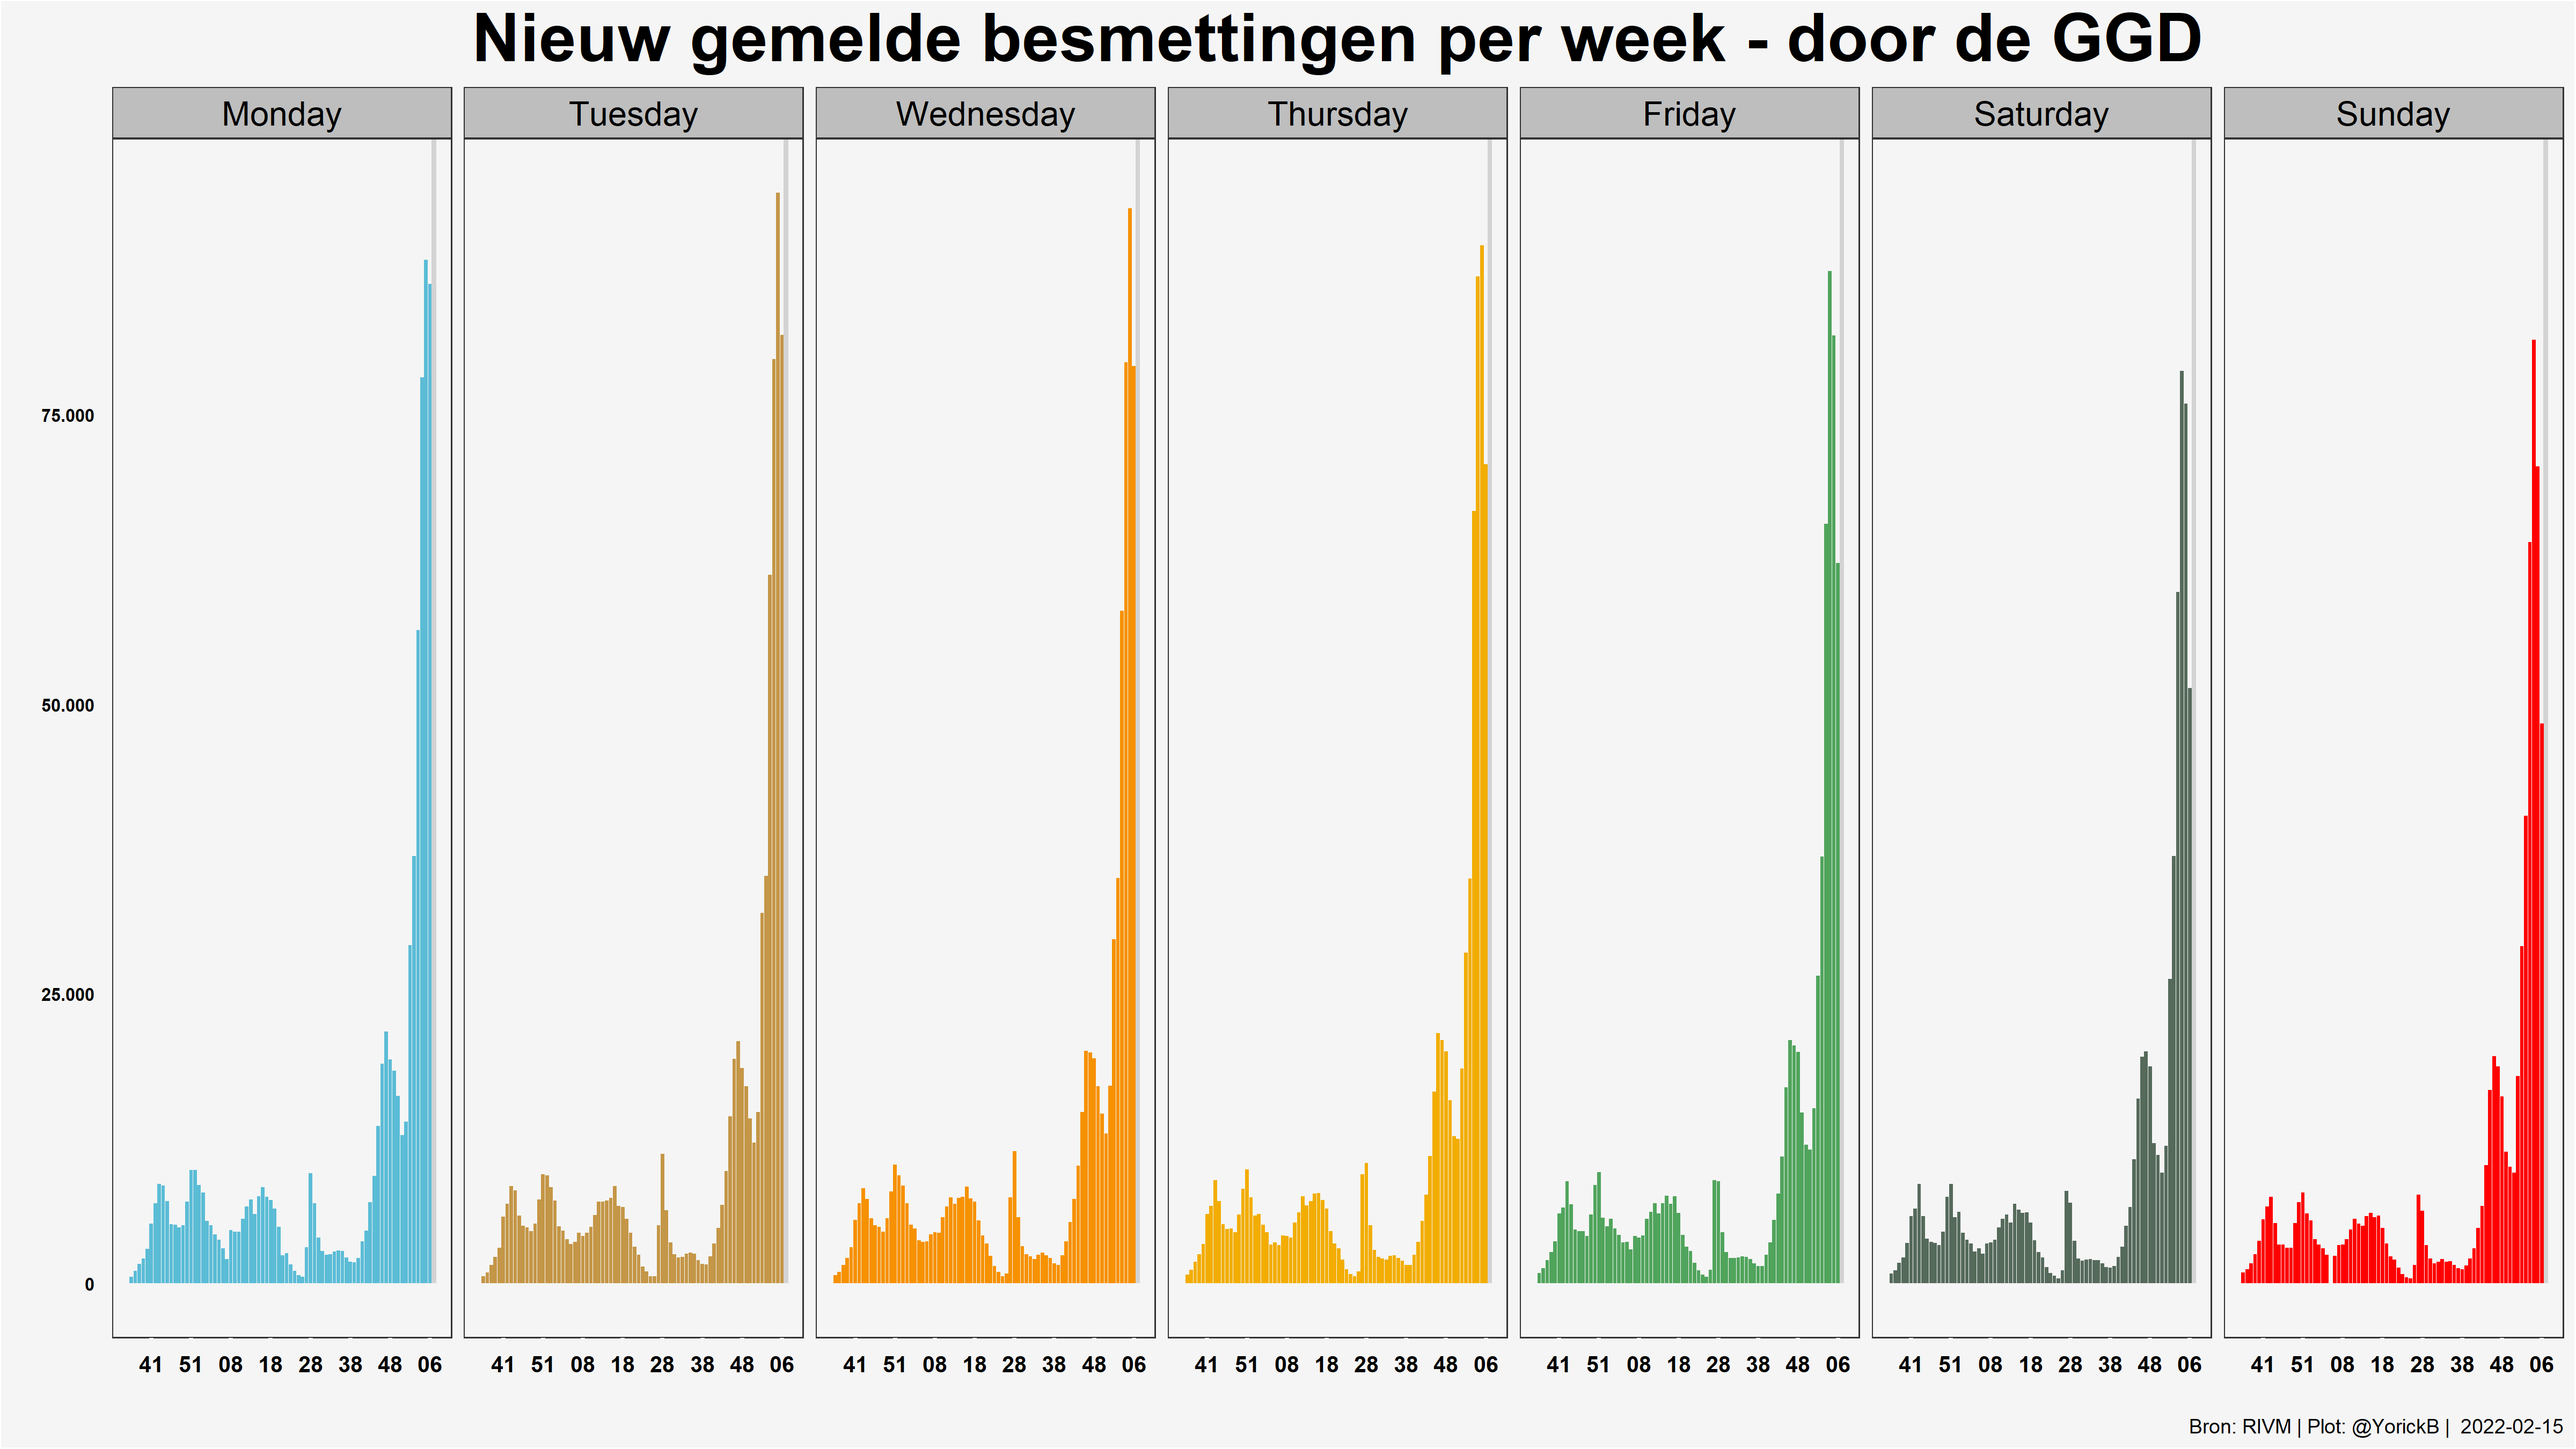 Nieuw gemelde besmettingen per week - door de GGD
Monday Tuesday Wednesday Thursday Friday Saturday Sunday
75.000
50.000
25.000
0
41 51 08 18 28 38 48 06 41 51 08 18 28 38 48 06 41 51 08 18 28 38 48 06 41 51 08 18 28 38 48 06 41 51 08 18 28 38 48 06 41 51 08 18 28 38 48 06 41 51 08 18 28 38 48 06
Bron: RIVM | Plot: @YorickB | 2022-02-15